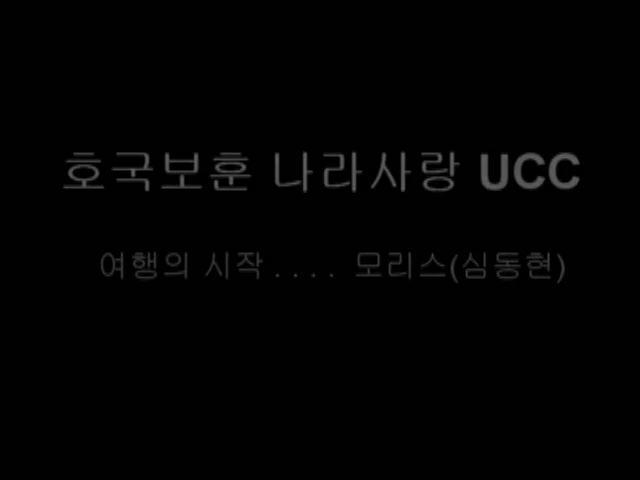 호국보훈 나라사랑 UCC
여행의 시작 . . . . 모리스(심동현)